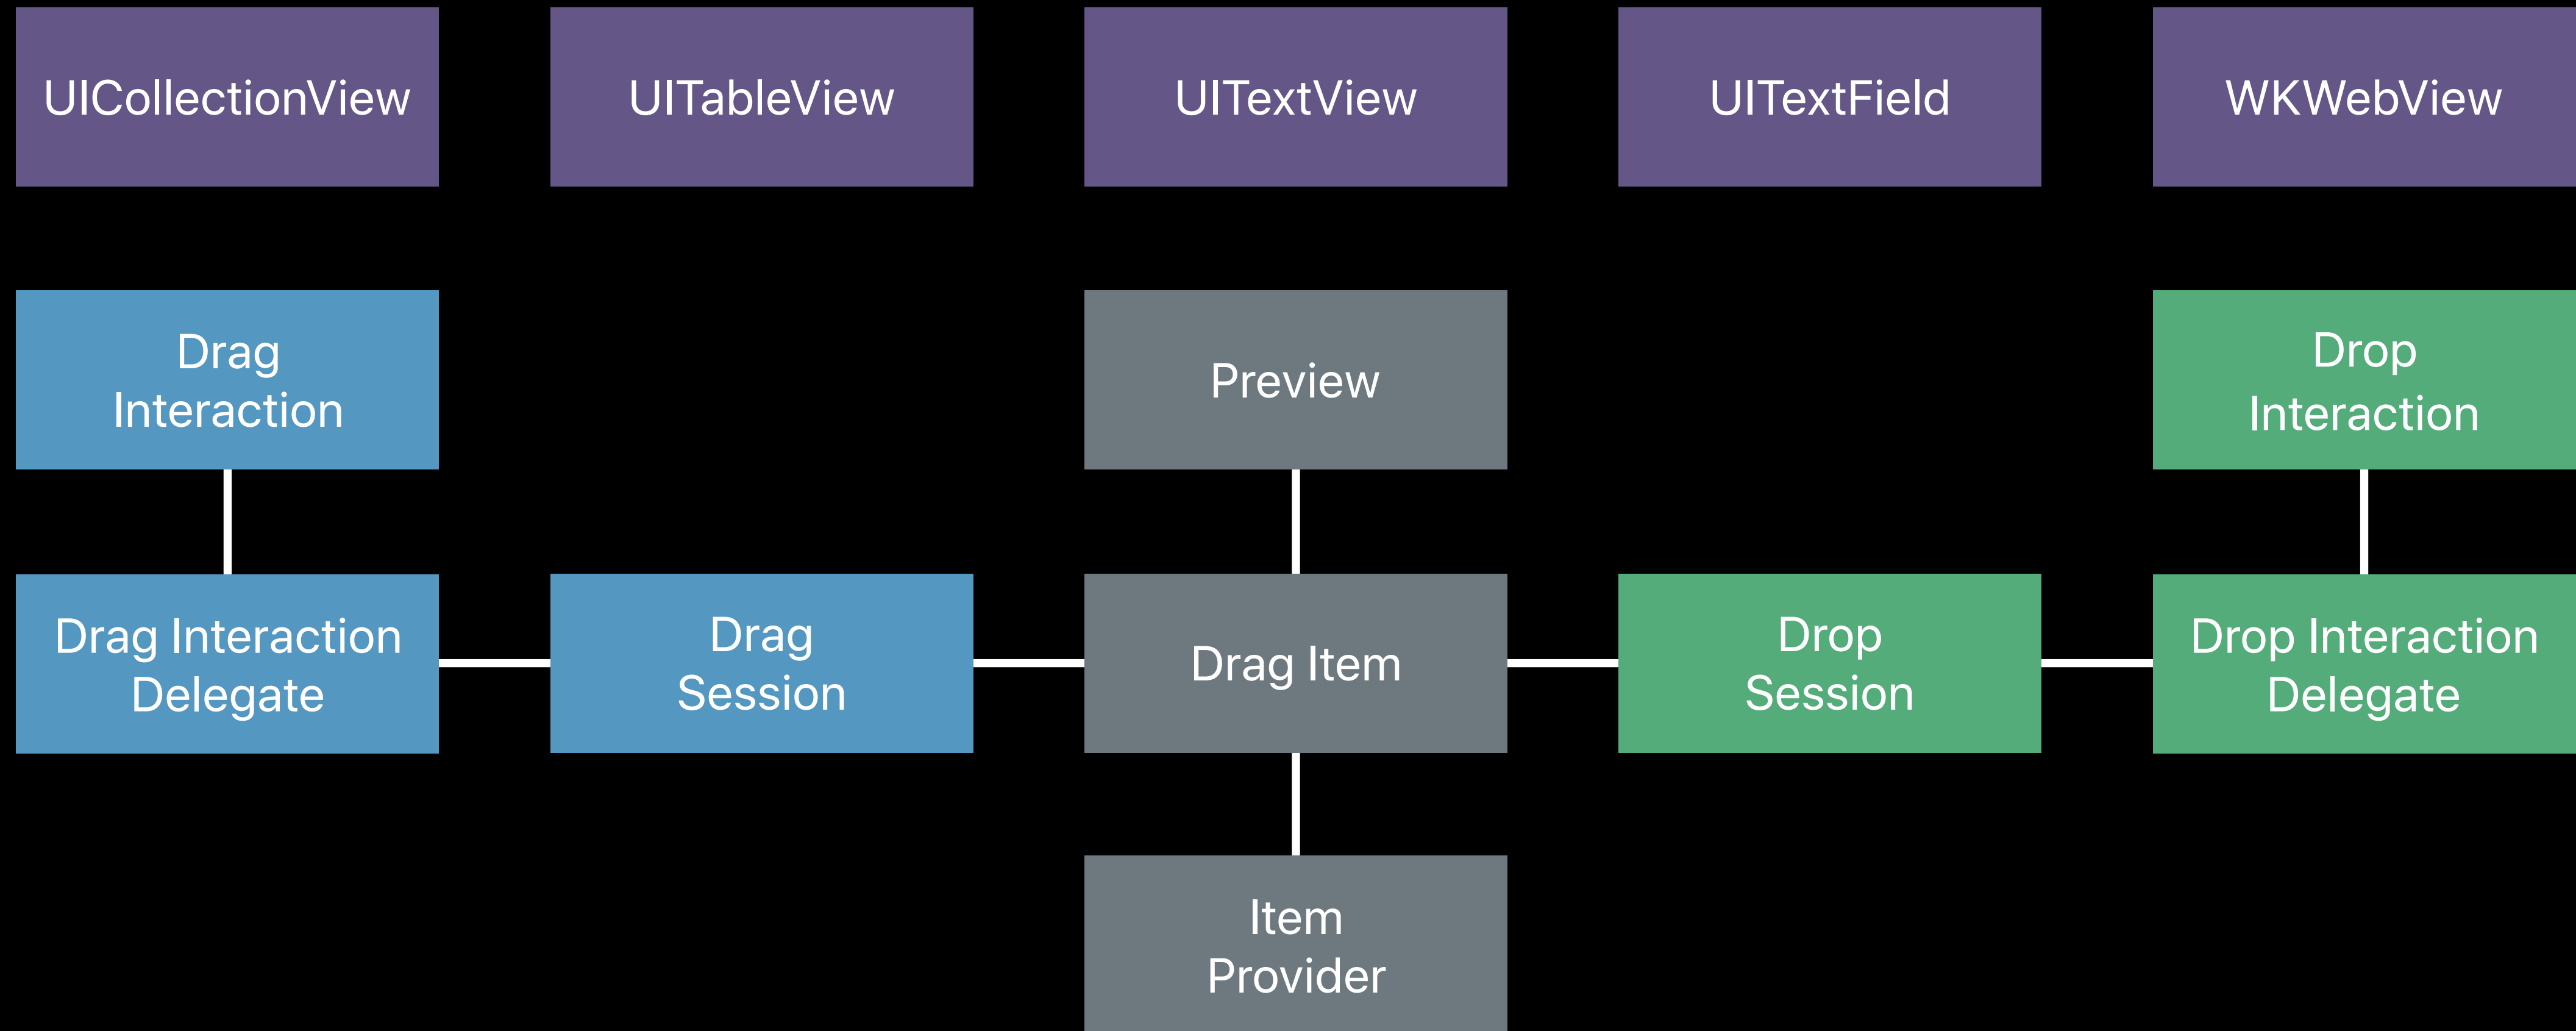 UICollectionView
UITableView
UITextView
UITextField
WKWebView
Drag
Interaction
Preview
Drop
Interaction
Drag Interaction
Delegate
Drag
Session
Drag Item
Drop
Session
Drop Interaction
Delegate
Item
Provider